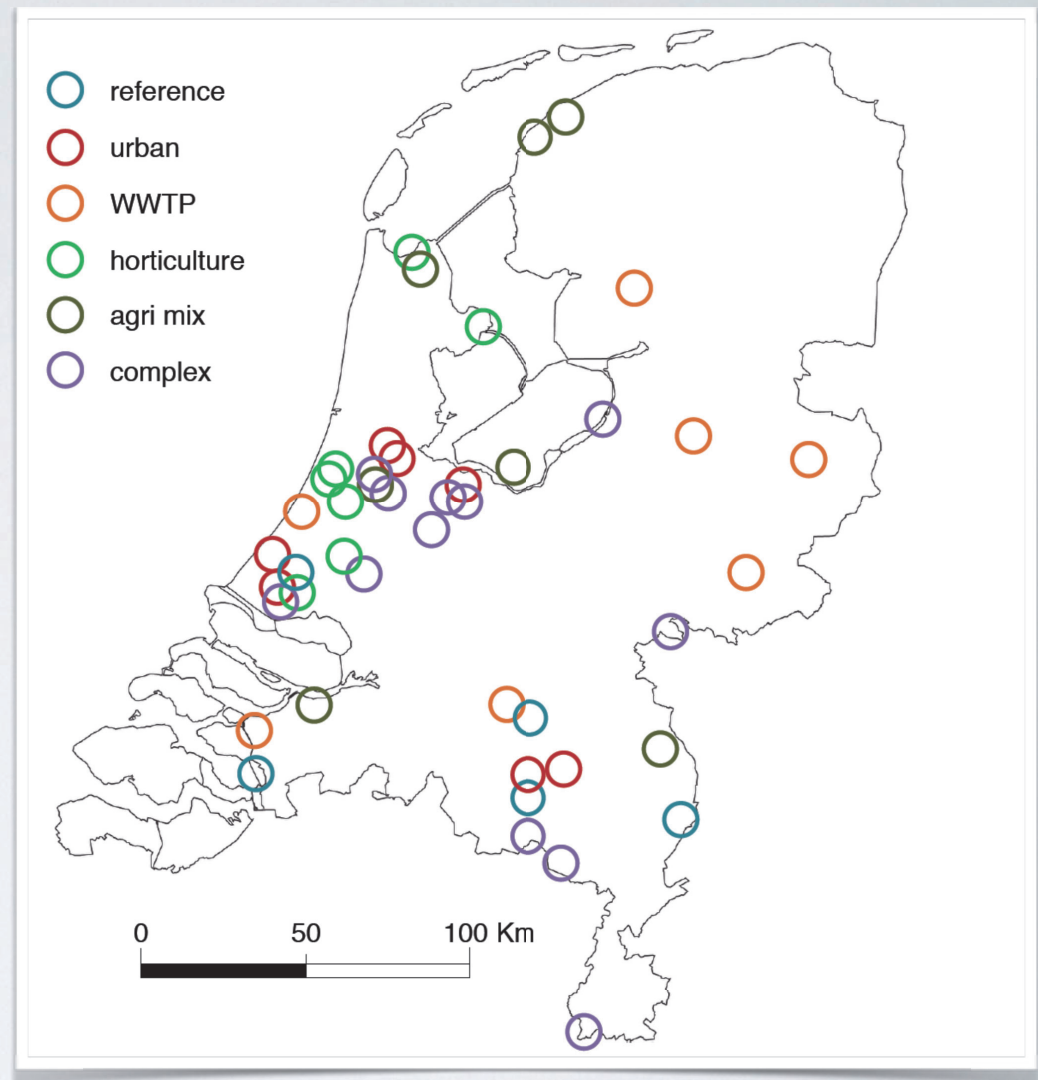 reference
urban
WWTP
horticulture
agri mix
complex
0 50 100 Km